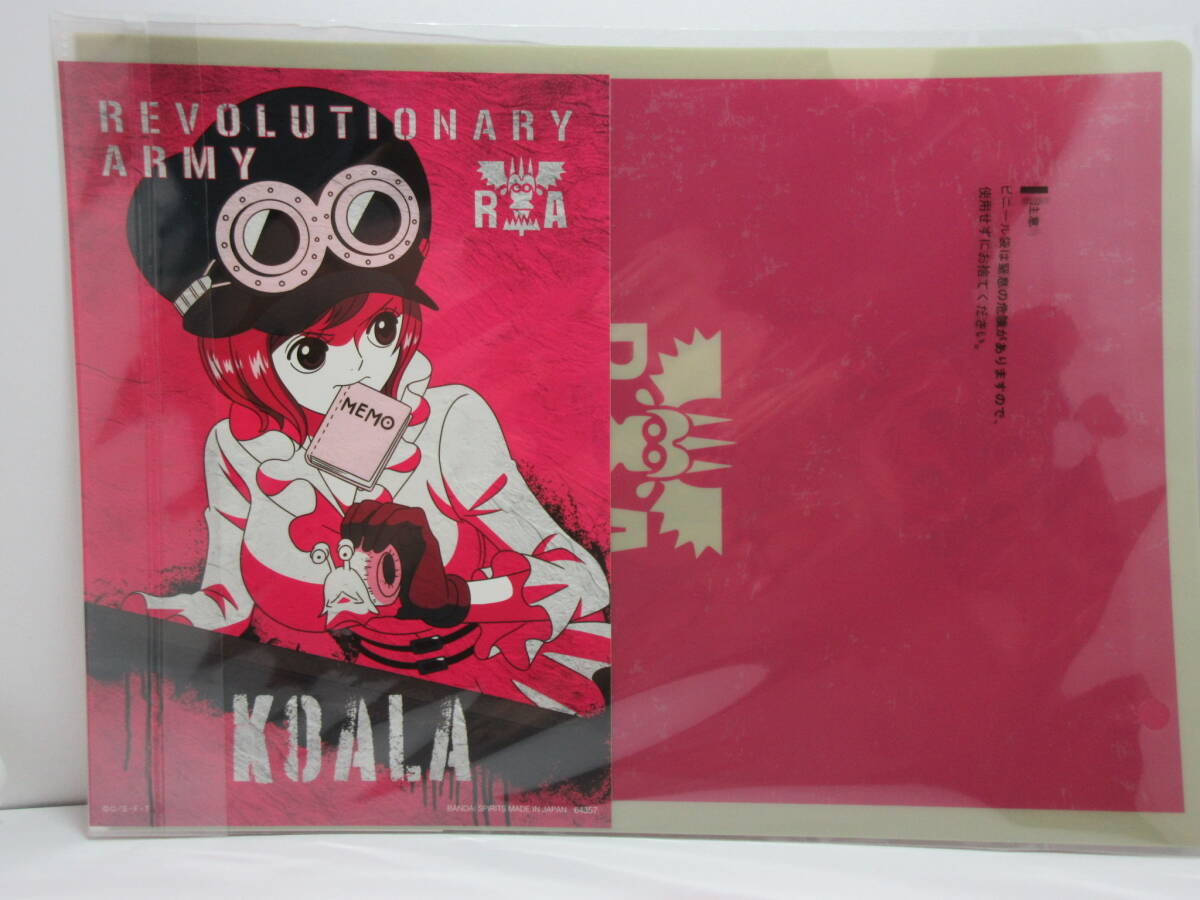 REVOLUTIONARY
ARMY
R A
MEMO
KOALA
BANDAI SPIRITS MADE IN JAPAN 64357
注意
ビニール袋は窒息の危険がありますので、
使用せずにお捨てください。